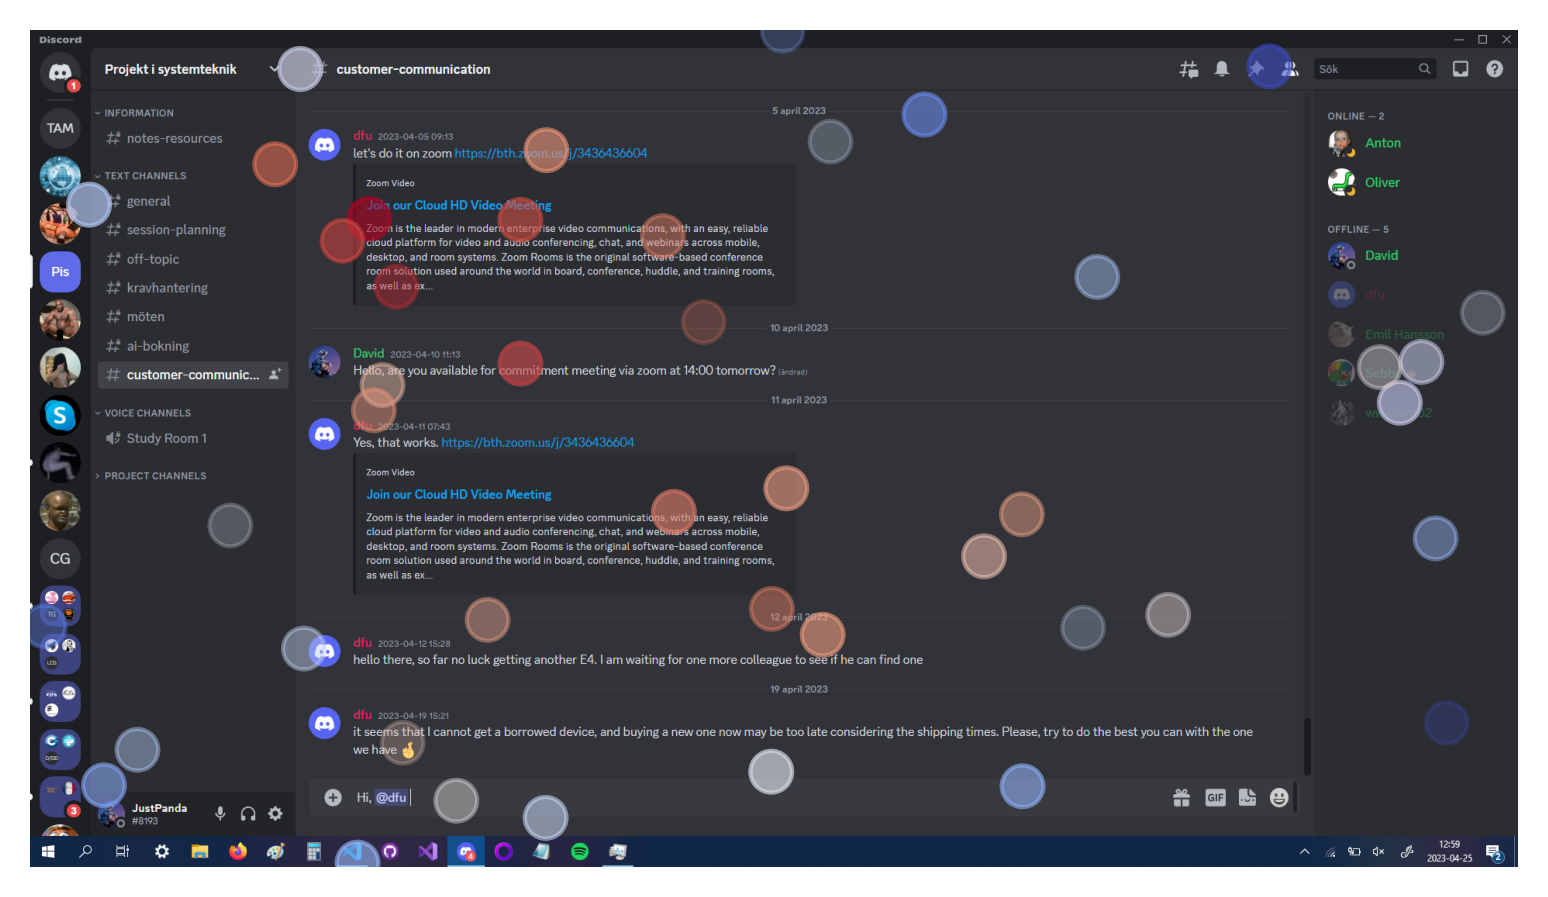 Discord
Projekt i systemteknik
customer-communication
Sök
1
TAM
Pis
CG
TG
LCG
D/GD
3
INFORMATION
notes-resources
TEXT CHANNELS
general
session-planning
off-topic
kravhantering
möten
ai-bokning
customer-communic...
VOICE CHANNELS
Study Room 1
PROJECT CHANNELS
JustPanda
#8193
5 april 2023
dfu 2023-04-05 09:13
let's do it on zoom https://bth.zoom.us/j/3436436604
Zoom Video
Join our Cloud HD Video Meeting
Zoom is the leader in modern enterprise video communications, with an easy, reliable
cloud platform for video and audio conferencing, chat, and webinars across mobile,
desktop, and room systems. Zoom Rooms is the original software-based conference
room solution used around the world in board, conference, huddle, and training rooms,
as well as ex...
10 april 2023
David 2023-04-10 11:13
Hello, are you available for commitment meeting via zoom at 14:00 tomorrow? (ändrad)
11 april 2023
dfu 2023-04-11 07:43
Yes, that works. https://bth.zoom.us/j/3436436604
Zoom Video
Join our Cloud HD Video Meeting
Zoom is the leader in modern enterprise video communications, with an easy, reliable
cloud platform for video and audio conferencing, chat, and webinars across mobile,
desktop, and room systems. Zoom Rooms is the original software-based conference
room solution used around the world in board, conference, huddle, and training rooms,
as well as ex...
12 april 2023
dfu 2023-04-12 15:28
hello there, so far no luck getting another E4. I am waiting for one more colleague to see if he can find one
19 april 2023
dfu 2023-04-19 15:21
it seems that I cannot get a borrowed device, and buying a new one now may be too late considering the shipping times. Please, try to do the best you can with the one
we have 🤞
Hi, @dfu
GIF
ONLINE — 2
Anton
Oliver
OFFLINE — 5
David
dfu
Emil Hansson
4
12:59
2023-04-25
2